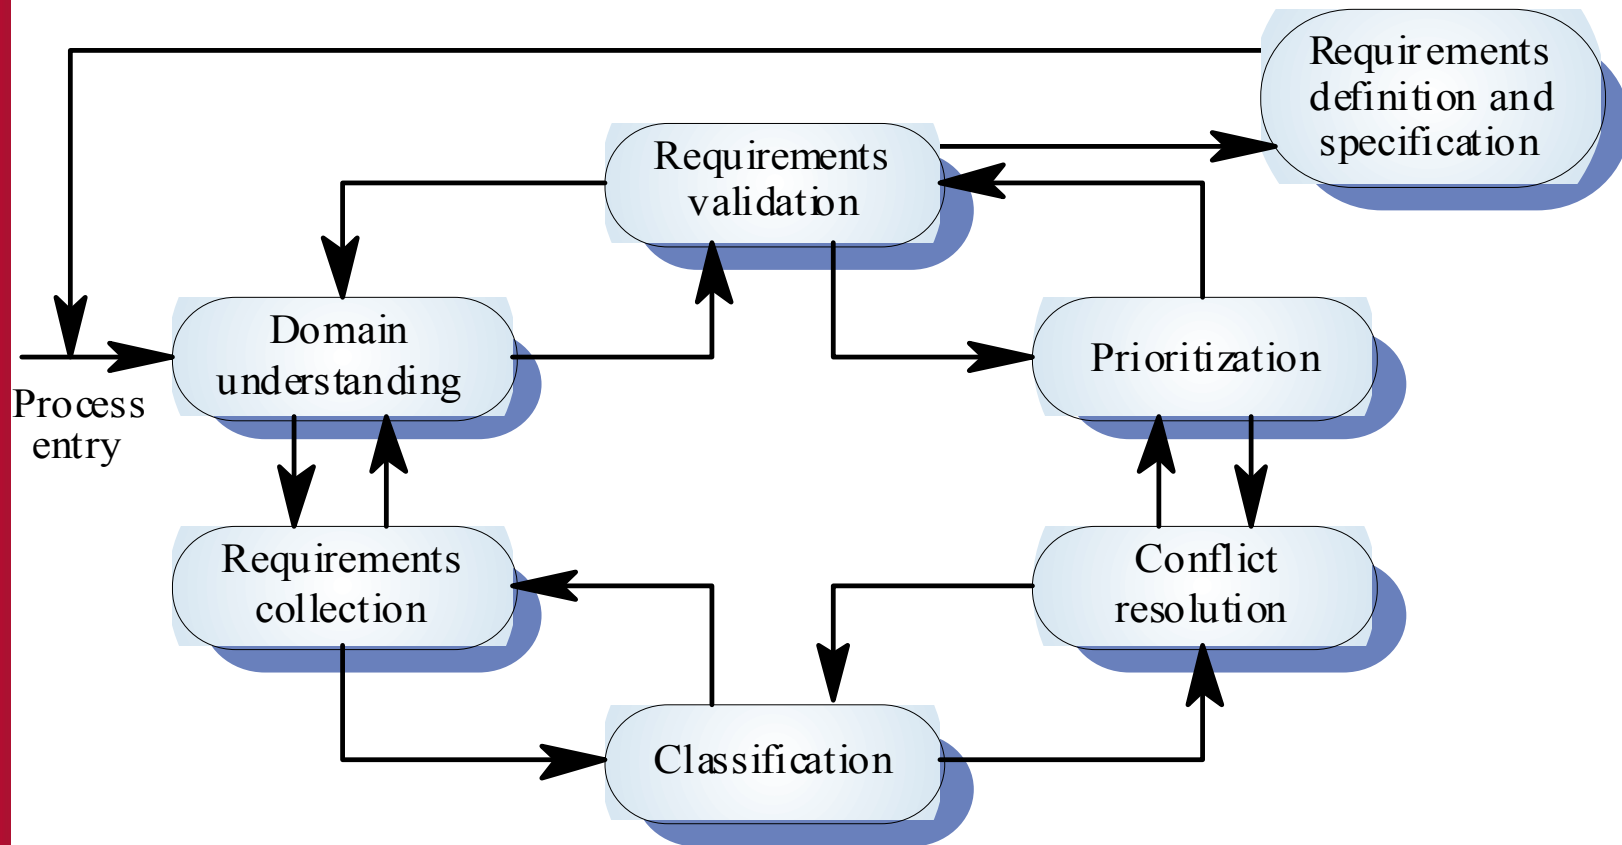 Requirements
definition and
specification
Requirements
validation
Domain
understanding
Prioritization
Process
entry
Requirements
collection
Conflict
resolution
Classification